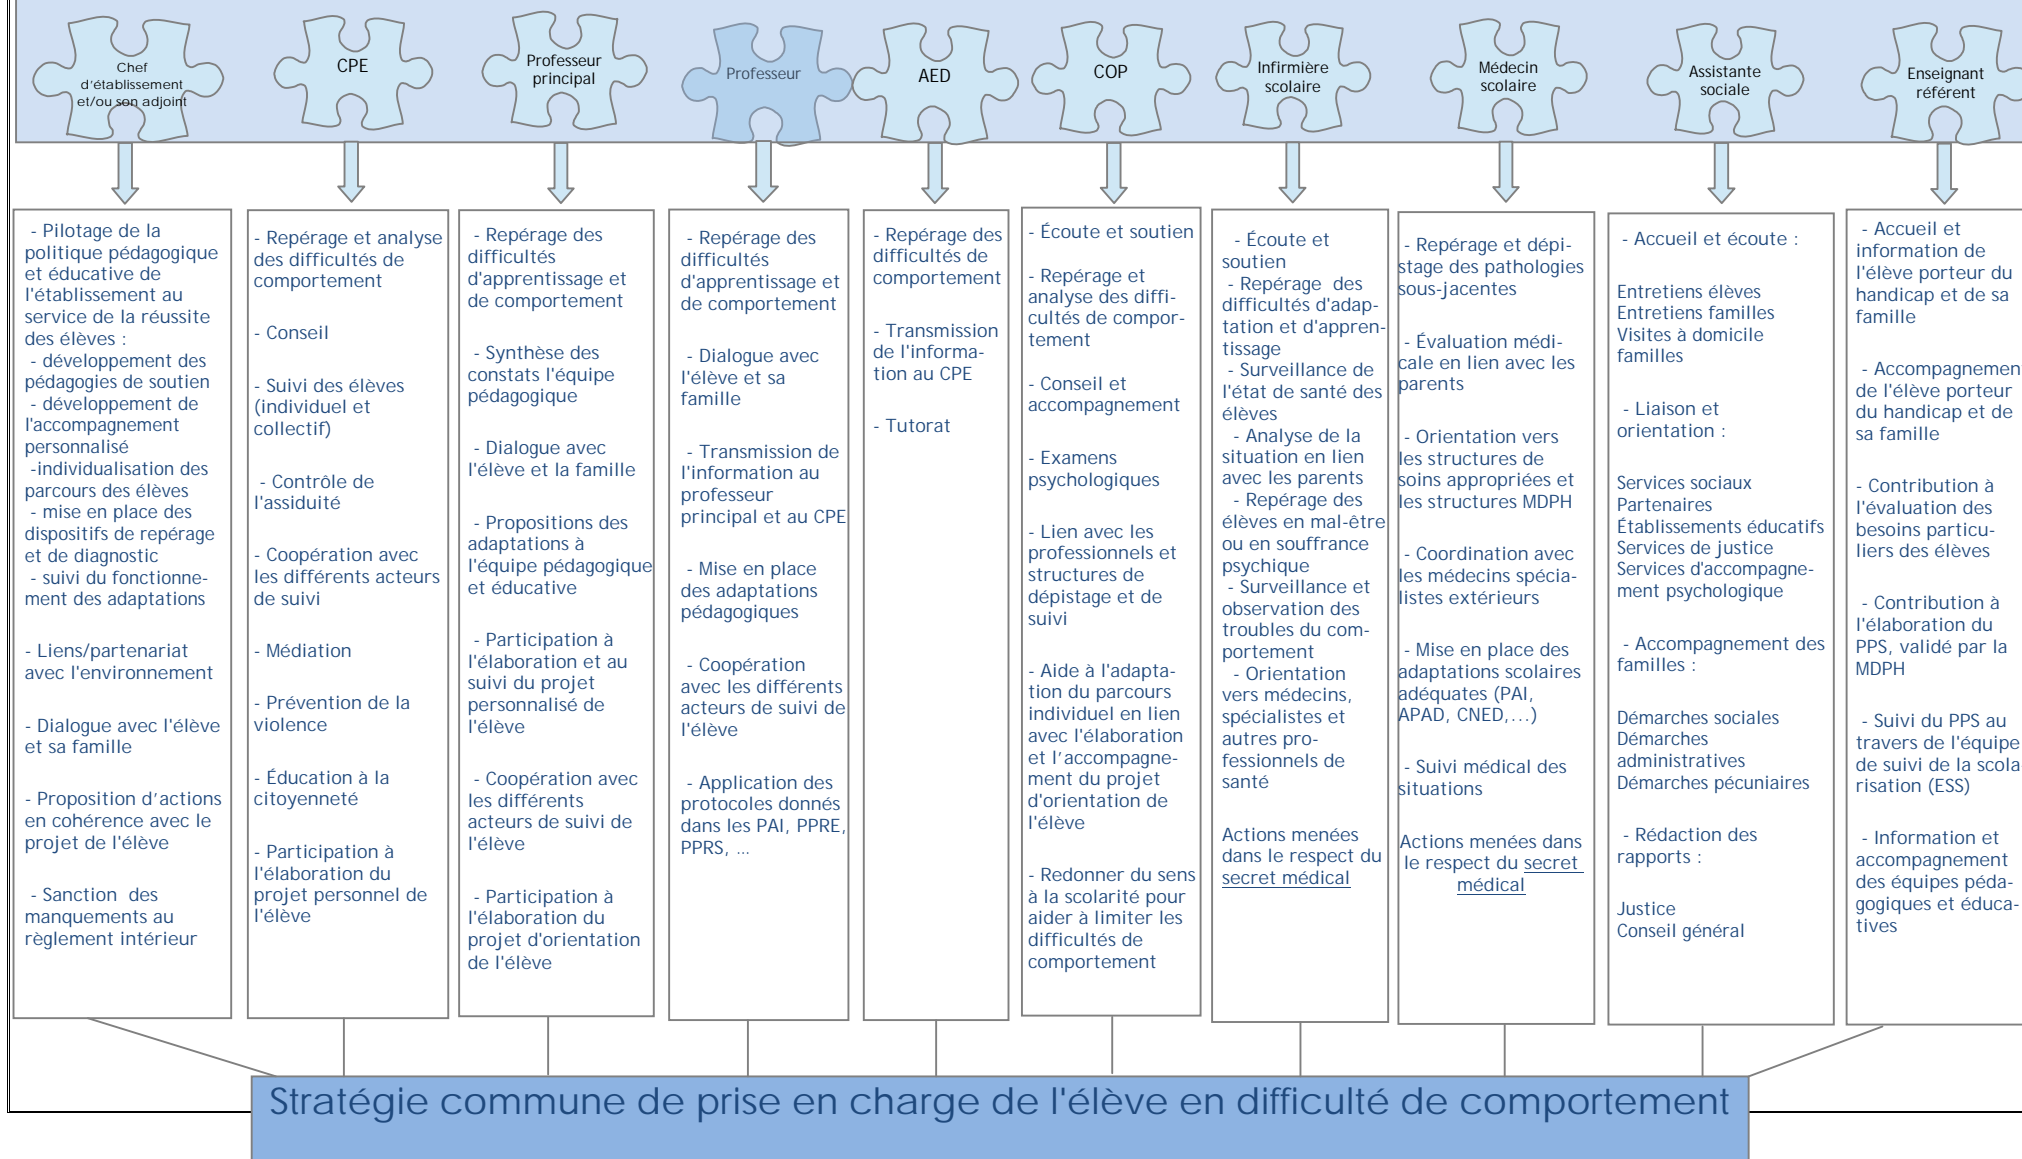 Chef
d'établissement
et/ou son adjoint
CPE
Professeur
principal
Professeur
AED
COP
Infirmière
scolaire
Médecin
scolaire
Assistante
sociale
Enseignant
référent
- Pilotage de la
politique pédagogique
et éducative de
l'établissement au
service de la réussite
des élèves :
- développement des
pédagogies de soutien
- développement de
l'accompagnement
personnalisé
-individualisation des
parcours des élèves
- mise en place des
dispositifs de repérage
et de diagnostic
- suivi du fonctionne-
ment des adaptations
- Liens/partenariat
avec l'environnement
- Dialogue avec l'élève
et sa famille
- Proposition d'actions
en cohérence avec le
projet de l'élève
- Sanction des
manquements au
règlement intérieur
- Repérage et analyse
des difficultés de
comportement
- Conseil
- Suivi des élèves
(individuel et
collectif)
- Contrôle de
l'assiduité
- Coopération avec
les différents acteurs
de suivi
- Médiation
- Prévention de la
violence
- Éducation à la
citoyenneté
- Participation à
l'élaboration du
projet personnel de
l'élève
- Repérage des
difficultés
d'apprentissage et
de comportement
- Synthèse des
constats l'équipe
pédagogique
- Dialogue avec
l'élève et la famille
- Propositions des
adaptations à
l'équipe pédagogique
et éducative
- Participation à
l'élaboration et au
suivi du projet
personnalisé de
l'élève
- Coopération avec
les différents
acteurs de suivi de
l'élève
- Participation à
l'élaboration du
projet d'orientation
de l'élève
- Repérage des
difficultés
d'apprentissage et
de comportement
- Dialogue avec
l'élève et sa
famille
- Transmission de
l'information au
professeur
principal et au CPE
- Mise en place
des adaptations
pédagogiques
- Coopération
avec les différents
acteurs de suivi de
l'élève
- Application des
protocoles donnés
dans les PAI, PPRE,
PPRS, ...
- Repérage des
difficultés de
comportement
- Transmission
de l'informa-
tion au CPE
- Tutorat
- Écoute et soutien
- Repérage et
analyse des diffi-
cultés de compor-
tement
- Conseil et
accompagnement
- Examens
psychologiques
- Lien avec les
professionnels et
structures de
dépistage et de
suivi
- Aide à l'adapta-
tion du parcours
individuel en lien
avec l'élaboration
et l'accompagne-
ment du projet
d'orientation de
l'élève
- Redonner du sens
à la scolarité pour
aider à limiter les
difficultés de
comportement
- Écoute et
soutien
- Repérage des
difficultés d'adap-
tation et d'appren-
tissage
- Surveillance de
l'état de santé des
élèves
- Analyse de la
situation en lien
avec les parents
- Repérage des
élèves en mal-être
ou en souffrance
psychique
- Surveillance et
observation des
troubles du com-
portement
- Orientation
vers médecins,
spécialistes et
autres pro-
fessionnels de
santé
Actions menées
dans le respect du
secret médical
- Repérage et dépi-
stage des pathologies
sous-jacentes
- Évaluation médi-
cale en lien avec les
parents
- Orientation vers
les structures de
soins appropriées et
les structures MDPH
- Coordination avec
les médecins spécia-
listes extérieurs
- Mise en place des
adaptations scolaires
adéquates (PAI,
APAD, CNED,...)
- Suivi médical des
situations
Actions menées dans
le respect du secret
médical
- Accueil et écoute :
Entretiens élèves
Entretiens familles
Visites à domicile
familles
- Liaison et
orientation :
Services sociaux
Partenaires
Établissements éducatifs
Services de justice
Services d'accompagne-
ment psychologique
- Accompagnement des
familles :
Démarches sociales
Démarches
administratives
Démarches pécuniaires
- Rédaction des
rapports :
Justice
Conseil général
- Accueil et
information de
l'élève porteur du
handicap et de sa
famille
- Accompagnement
de l'élève porteur
du handicap et de
sa famille
- Contribution à
l'évaluation des
besoins particu-
liers des élèves
- Contribution à
l'élaboration du
PPS, validé par la
MDPH
- Suivi du PPS au
travers de l'équipe
de suivi de la scola-
risation (ESS)
- Information et
accompagnement
des équipes péda-
gogiques et éduca-
tives
Stratégie commune de prise en charge de l'élève en difficulté de comportement